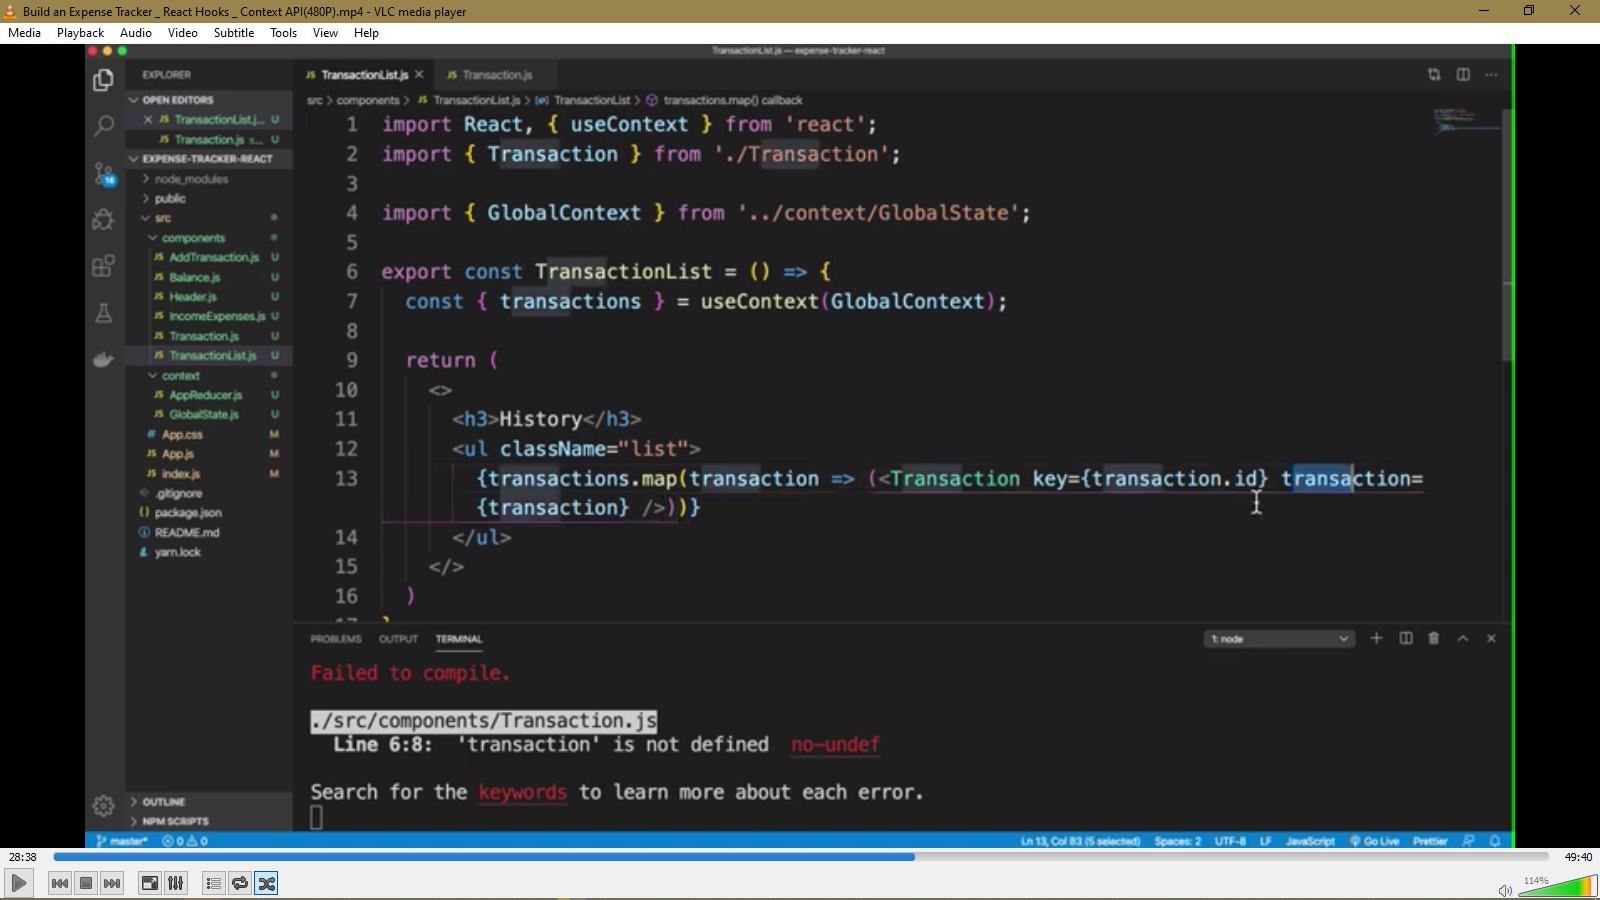 Build an Expense Tracker _ React Hooks _ Context API(480P).mp4 - VLC media player
Media Playback Audio Video Subtitle Tools View Help
TransactionList.js — expense-tracker-react
EXPLORER
OPEN EDITORS
TransactionList.j... U
Transaction.js s... U
EXPENSE-TRACKER-REACT
node_modules
public
src
components
AddTransaction.js U
Balance.js U
Header.js U
IncomeExpenses.js U
Transaction.js U
TransactionList.js U
context
AppReducer.js U
GlobalState.js U
App.css M
App.js M
index.js M
.gitignore
package.json
README.md
yarn.lock
OUTLINE
NPM SCRIPTS
16
TransactionList.js Transaction.js
src > components > JS TransactionList.js > TransactionList > transactions.map() callback
1 import React, { useContext } from 'react';
2 import { Transaction } from './Transaction';
3
4 import { GlobalContext } from '../context/GlobalState';
5
6 export const TransactionList = () => {
7 const { transactions } = useContext(GlobalContext);
8
9 return (
10 <>
11 <h3>History</h3>
12 <ul className="list">
13 {transactions.map(transaction => (<Transaction key={transaction.id} transaction=
{transaction} />))}
14 </ul>
15 </>
16 )
17 }
PROBLEMS OUTPUT TERMINAL 1: node
Failed to compile.
./src/components/Transaction.js
Line 6:8: 'transaction' is not defined no-undef
Search for the keywords to learn more about each error.
master* 0 0 Ln 13, Col 83 (5 selected) Spaces: 2 UTF-8 LF JavaScript Go Live Prettier
28:38 49:40
114%